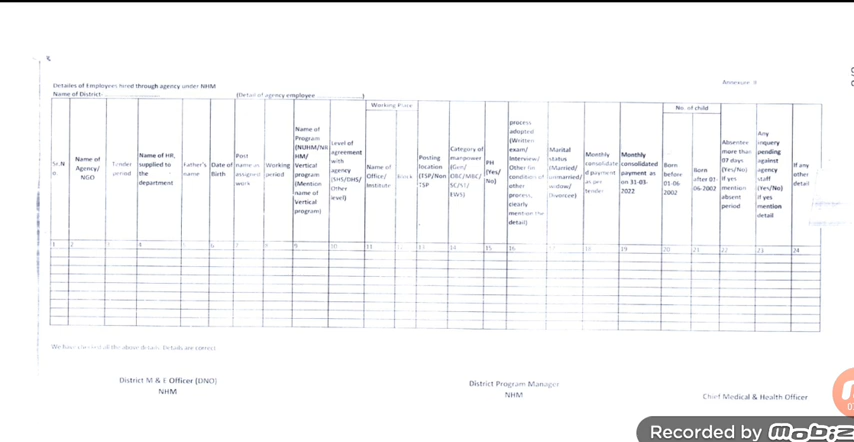 Annexure II
Detailes of Employees hired through agency under NHM
Name of District-
(Detail of agency employee
Working Place
No. of child
Sr.N
Name of Agency/ NGO
Tender period
Name of HR, supplied to the department
Father's name
Date of Birth
Post name as assigned work
Working period
Name of Program (NUHM/NRHM/ Vertical program (Mention name of Vertical program)
Level of agreement with agency (SHS/DHS/ Other level)
Name of Office/ Institute
Block
Posting location (TSP/Non TSP
Category of manpower (Gen/ OBC/MBC/ SC/ST/ EWS)
PH (Yes/ No)
process adopted (Written exam/ Interview/ Other (in condition of other process, clearly mention the detail)
Marital status (Married/ unmarried/ widow/ Divorcee)
Monthly consolidate d payment as per tender
Monthly consolidated payment as on 31-03-2022
Born before 01-06 2002
Born after 01-06-2002
Absentee more than 07 days (Yes/No) if yes mention absent period
Any inquery pending against agency staff (Yes/No) if yes mention detail
If any other detail
1 2 3 4 5 6 7 8 9 10 11 12 13 14 15 16 17 18 19 20 21 22 23 24
We have checked all the above details. Details are correct
District M & E Officer (DNO)
NHM
District Program Manager
NHM
Chief Medical & Health Officer
Recorded by